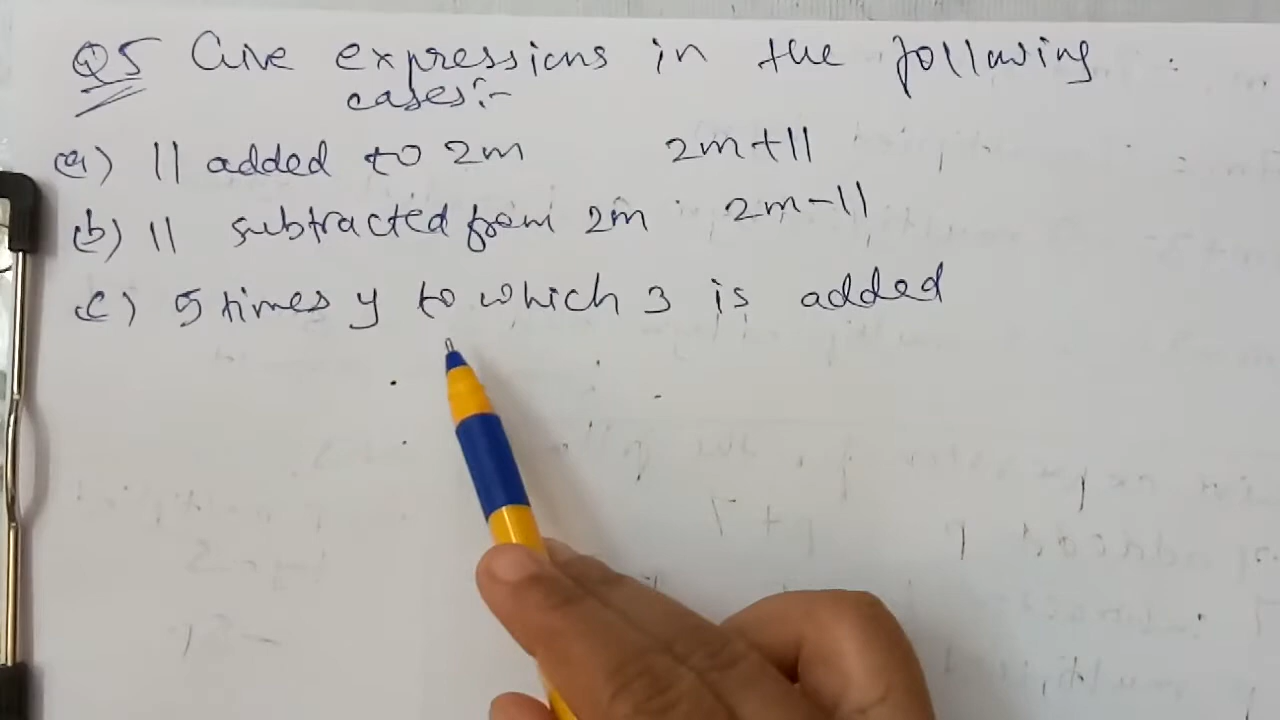 Q5 Give expressions in the following :
cases:-
(a) 11 added to 2m 2m+11
(b) 11 subtracted from 2m 2m-11
(c) 5 times y to which 3 is added